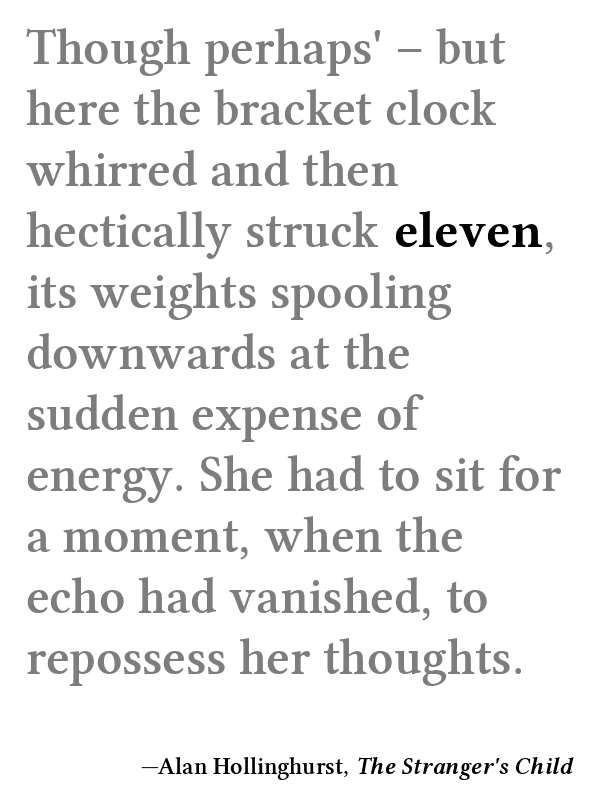 Though perhaps' – but
here the bracket clock
whirred and then
hectically struck eleven,
its weights spooling
downwards at the
sudden expense of
energy. She had to sit for
a moment, when the
echo had vanished, to
repossess her thoughts.
—Alan Hollinghurst, The Stranger's Child